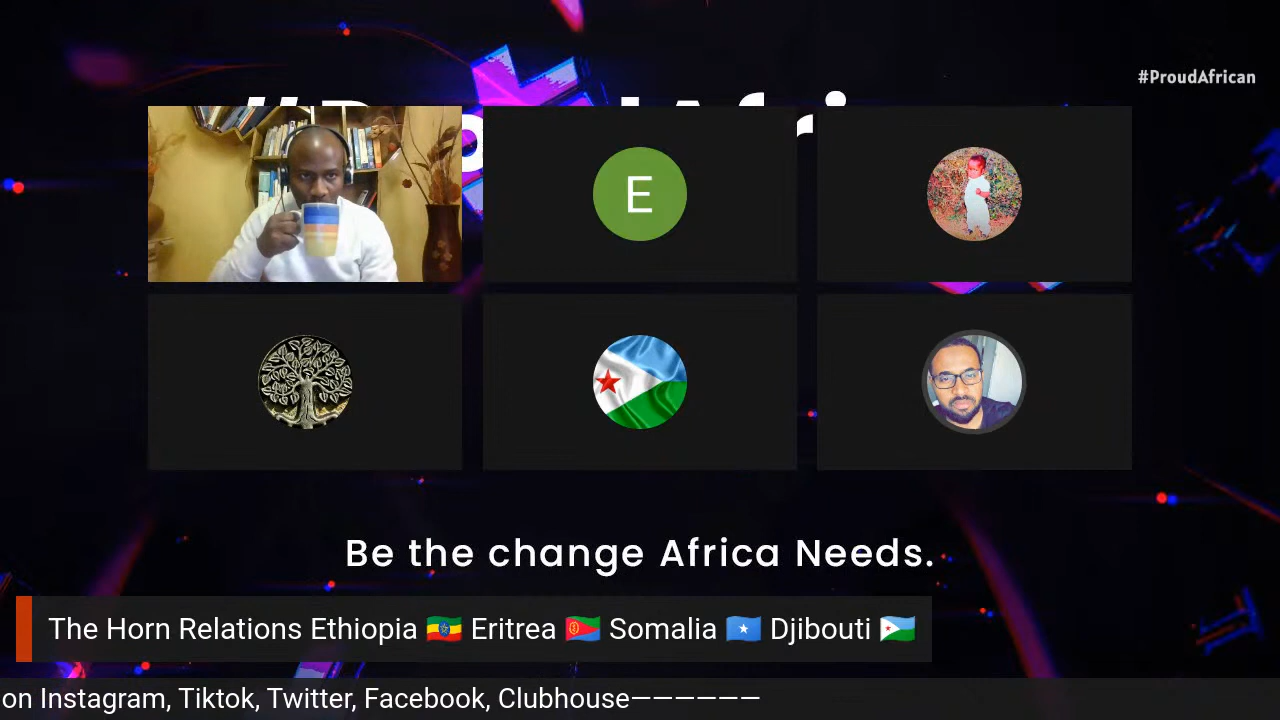 #ProudAfrican
E
Be the change Africa Needs.
The Horn Relations Ethiopia 🇪🇹 Eritrea 🇪🇷 Somalia 🇸🇴 Djibouti 🇩🇯
on Instagram, Tiktok, Twitter, Facebook, Clubhouse——————